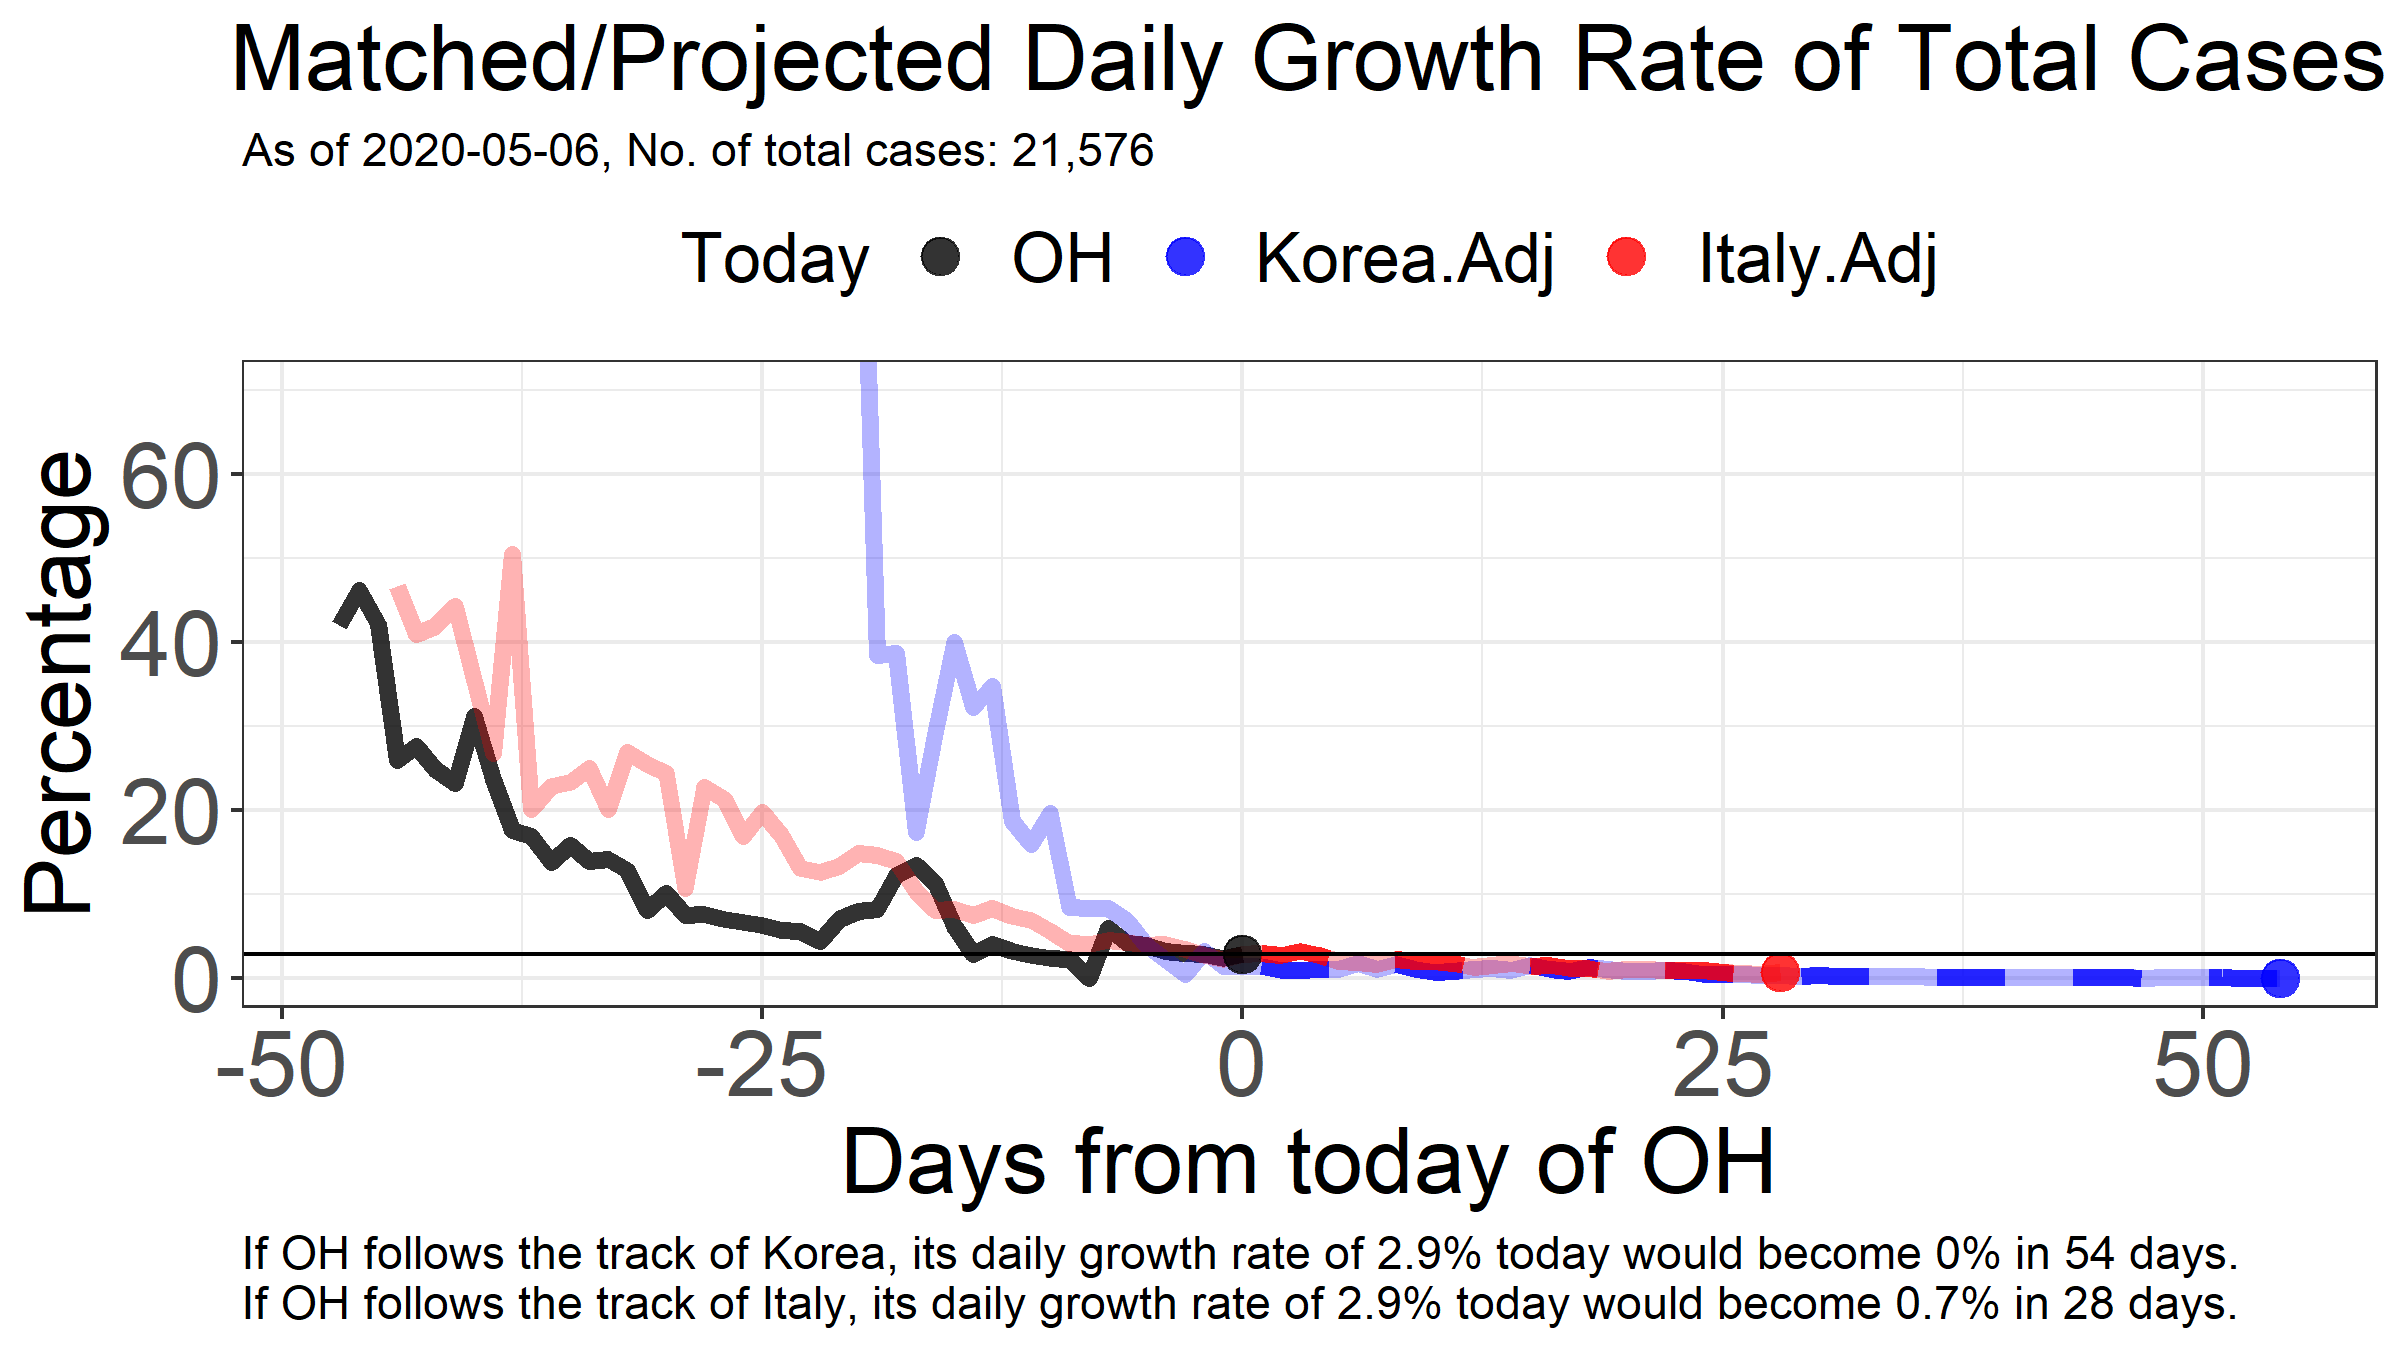 Matched/Projected Daily Growth Rate of Total Cases
As of 2020-05-06, No. of total cases: 21,576
Today OH Korea.Adj Italy.Adj
Percentage
60
40
20
0
-50 -25 0 25 50
Days from today of OH
If OH follows the track of Korea, its daily growth rate of 2.9% today would become 0% in 54 days.
If OH follows the track of Italy, its daily growth rate of 2.9% today would become 0.7% in 28 days.